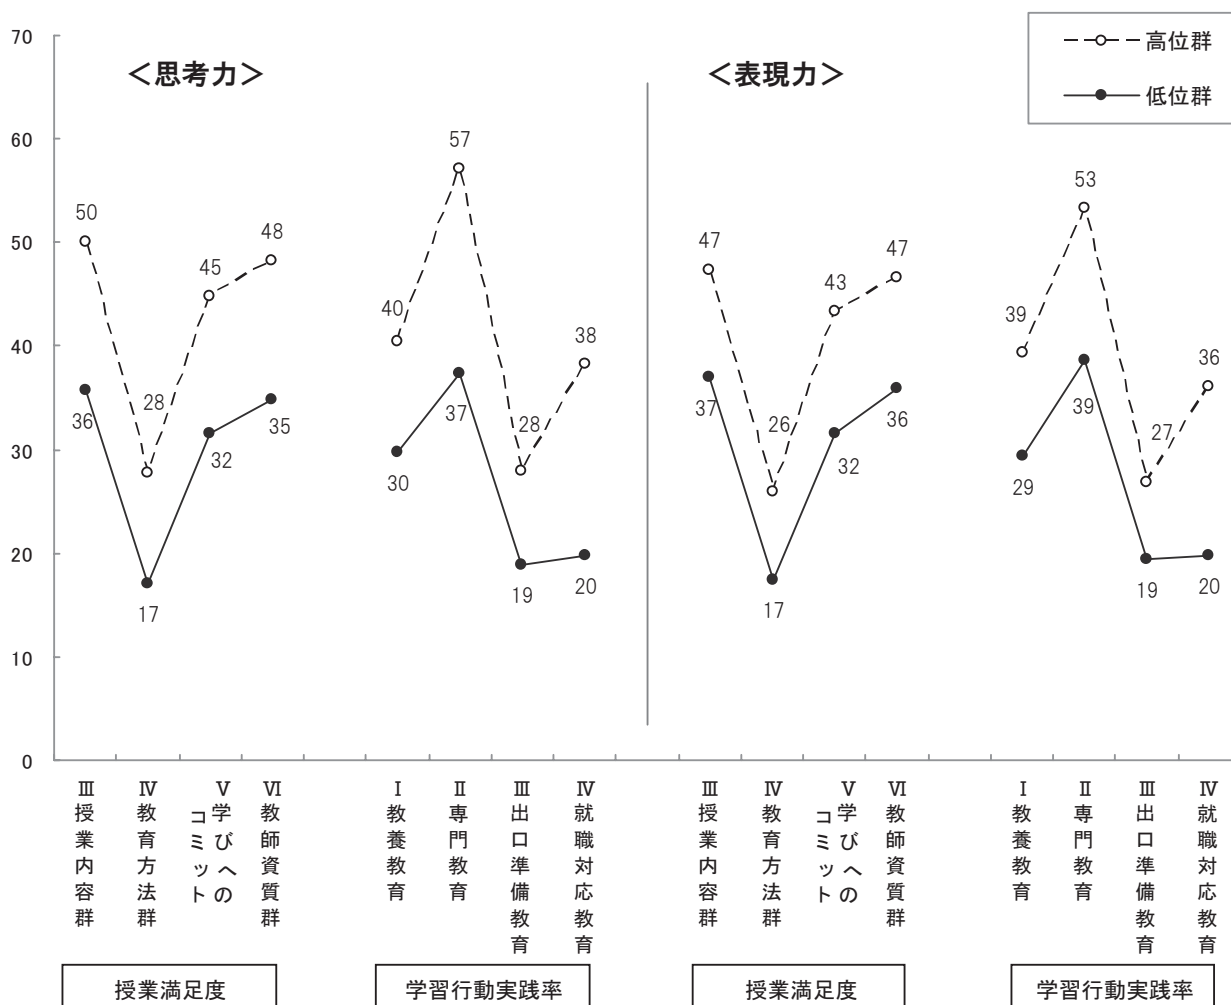 高位群
低位群
＜思考力＞
＜表現力＞
70
60
50
40
30
20
10
0
50
28
45
48
36
17
32
35
40
57
28
38
30
37
19
20
47
26
43
47
37
17
32
36
39
53
27
36
29
39
19
20
Ⅲ授業内容群
Ⅳ教育方法群
Ⅴ学びへの
コミット
Ⅵ教師資質群
Ⅰ教養教育
Ⅱ専門教育
Ⅲ出口準備教育
Ⅳ就職対応教育
Ⅲ授業内容群
Ⅳ教育方法群
Ⅴ学びへの
コミット
Ⅵ教師資質群
Ⅰ教養教育
Ⅱ専門教育
Ⅲ出口準備教育
Ⅳ就職対応教育
授業満足度
学習行動実践率
授業満足度
学習行動実践率